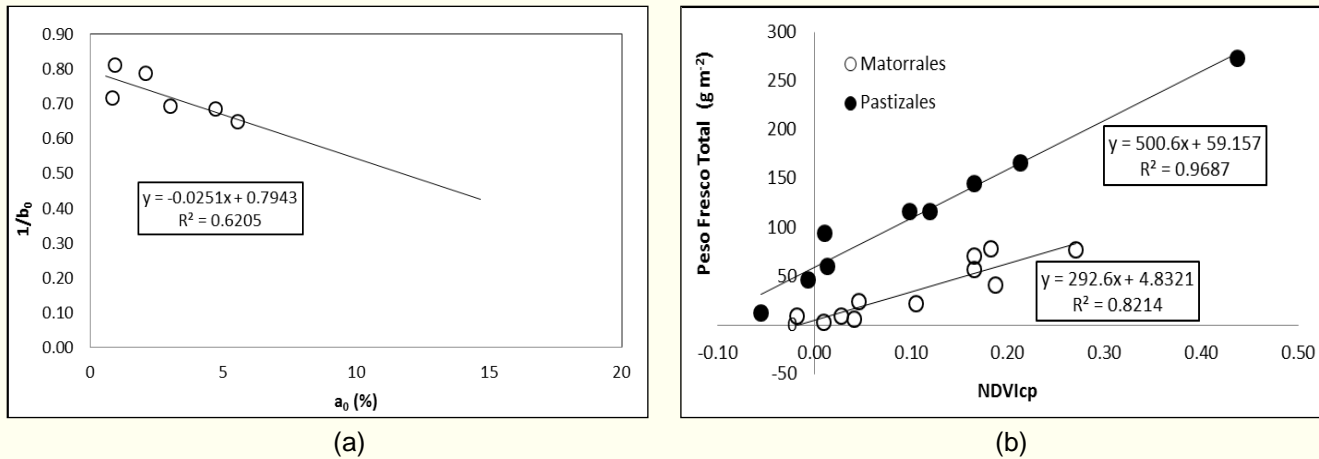 0.90
0.80
0.70
0.60
0.50
0.40
0.30
0.20
0.10
0.00
1/b₀
0
5
10
15
20
a₀ (%)
y = -0.0251x + 0.7943
R² = 0.6205
(a)
300
250
200
150
100
50
0
-50
Peso Fresco Total (g m⁻²)
Matorrales
Pastizales
y = 500.6x + 59.157
R² = 0.9687
y = 292.6x + 4.8321
R² = 0.8214
-0.10
0.00
0.10
0.20
0.30
0.40
0.50
NDVIcp
(b)